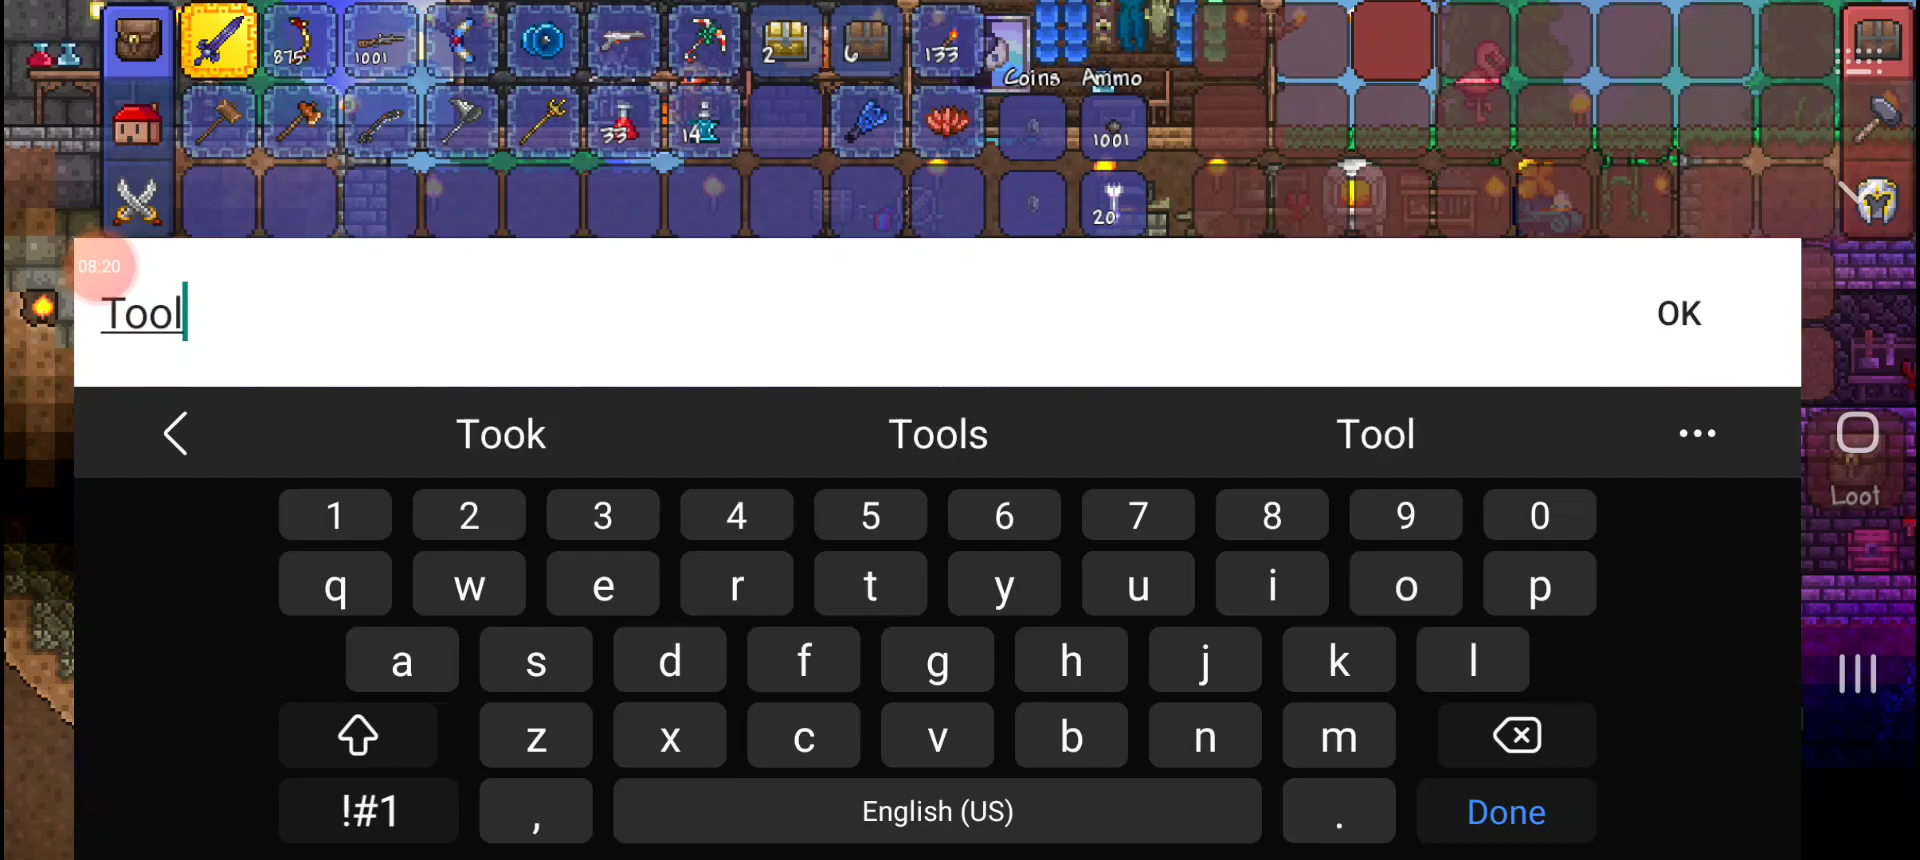 875 1001 2 6 133
Coins Ammo
33 14 1001
20
08:20
Tool
OK
Took Tools Tool ...
Loot
1 2 3 4 5 6 7 8 9 0
q w e r t y u i o p
a s d f g h j k l
z x c v b n m
!#1 , English (US) . Done